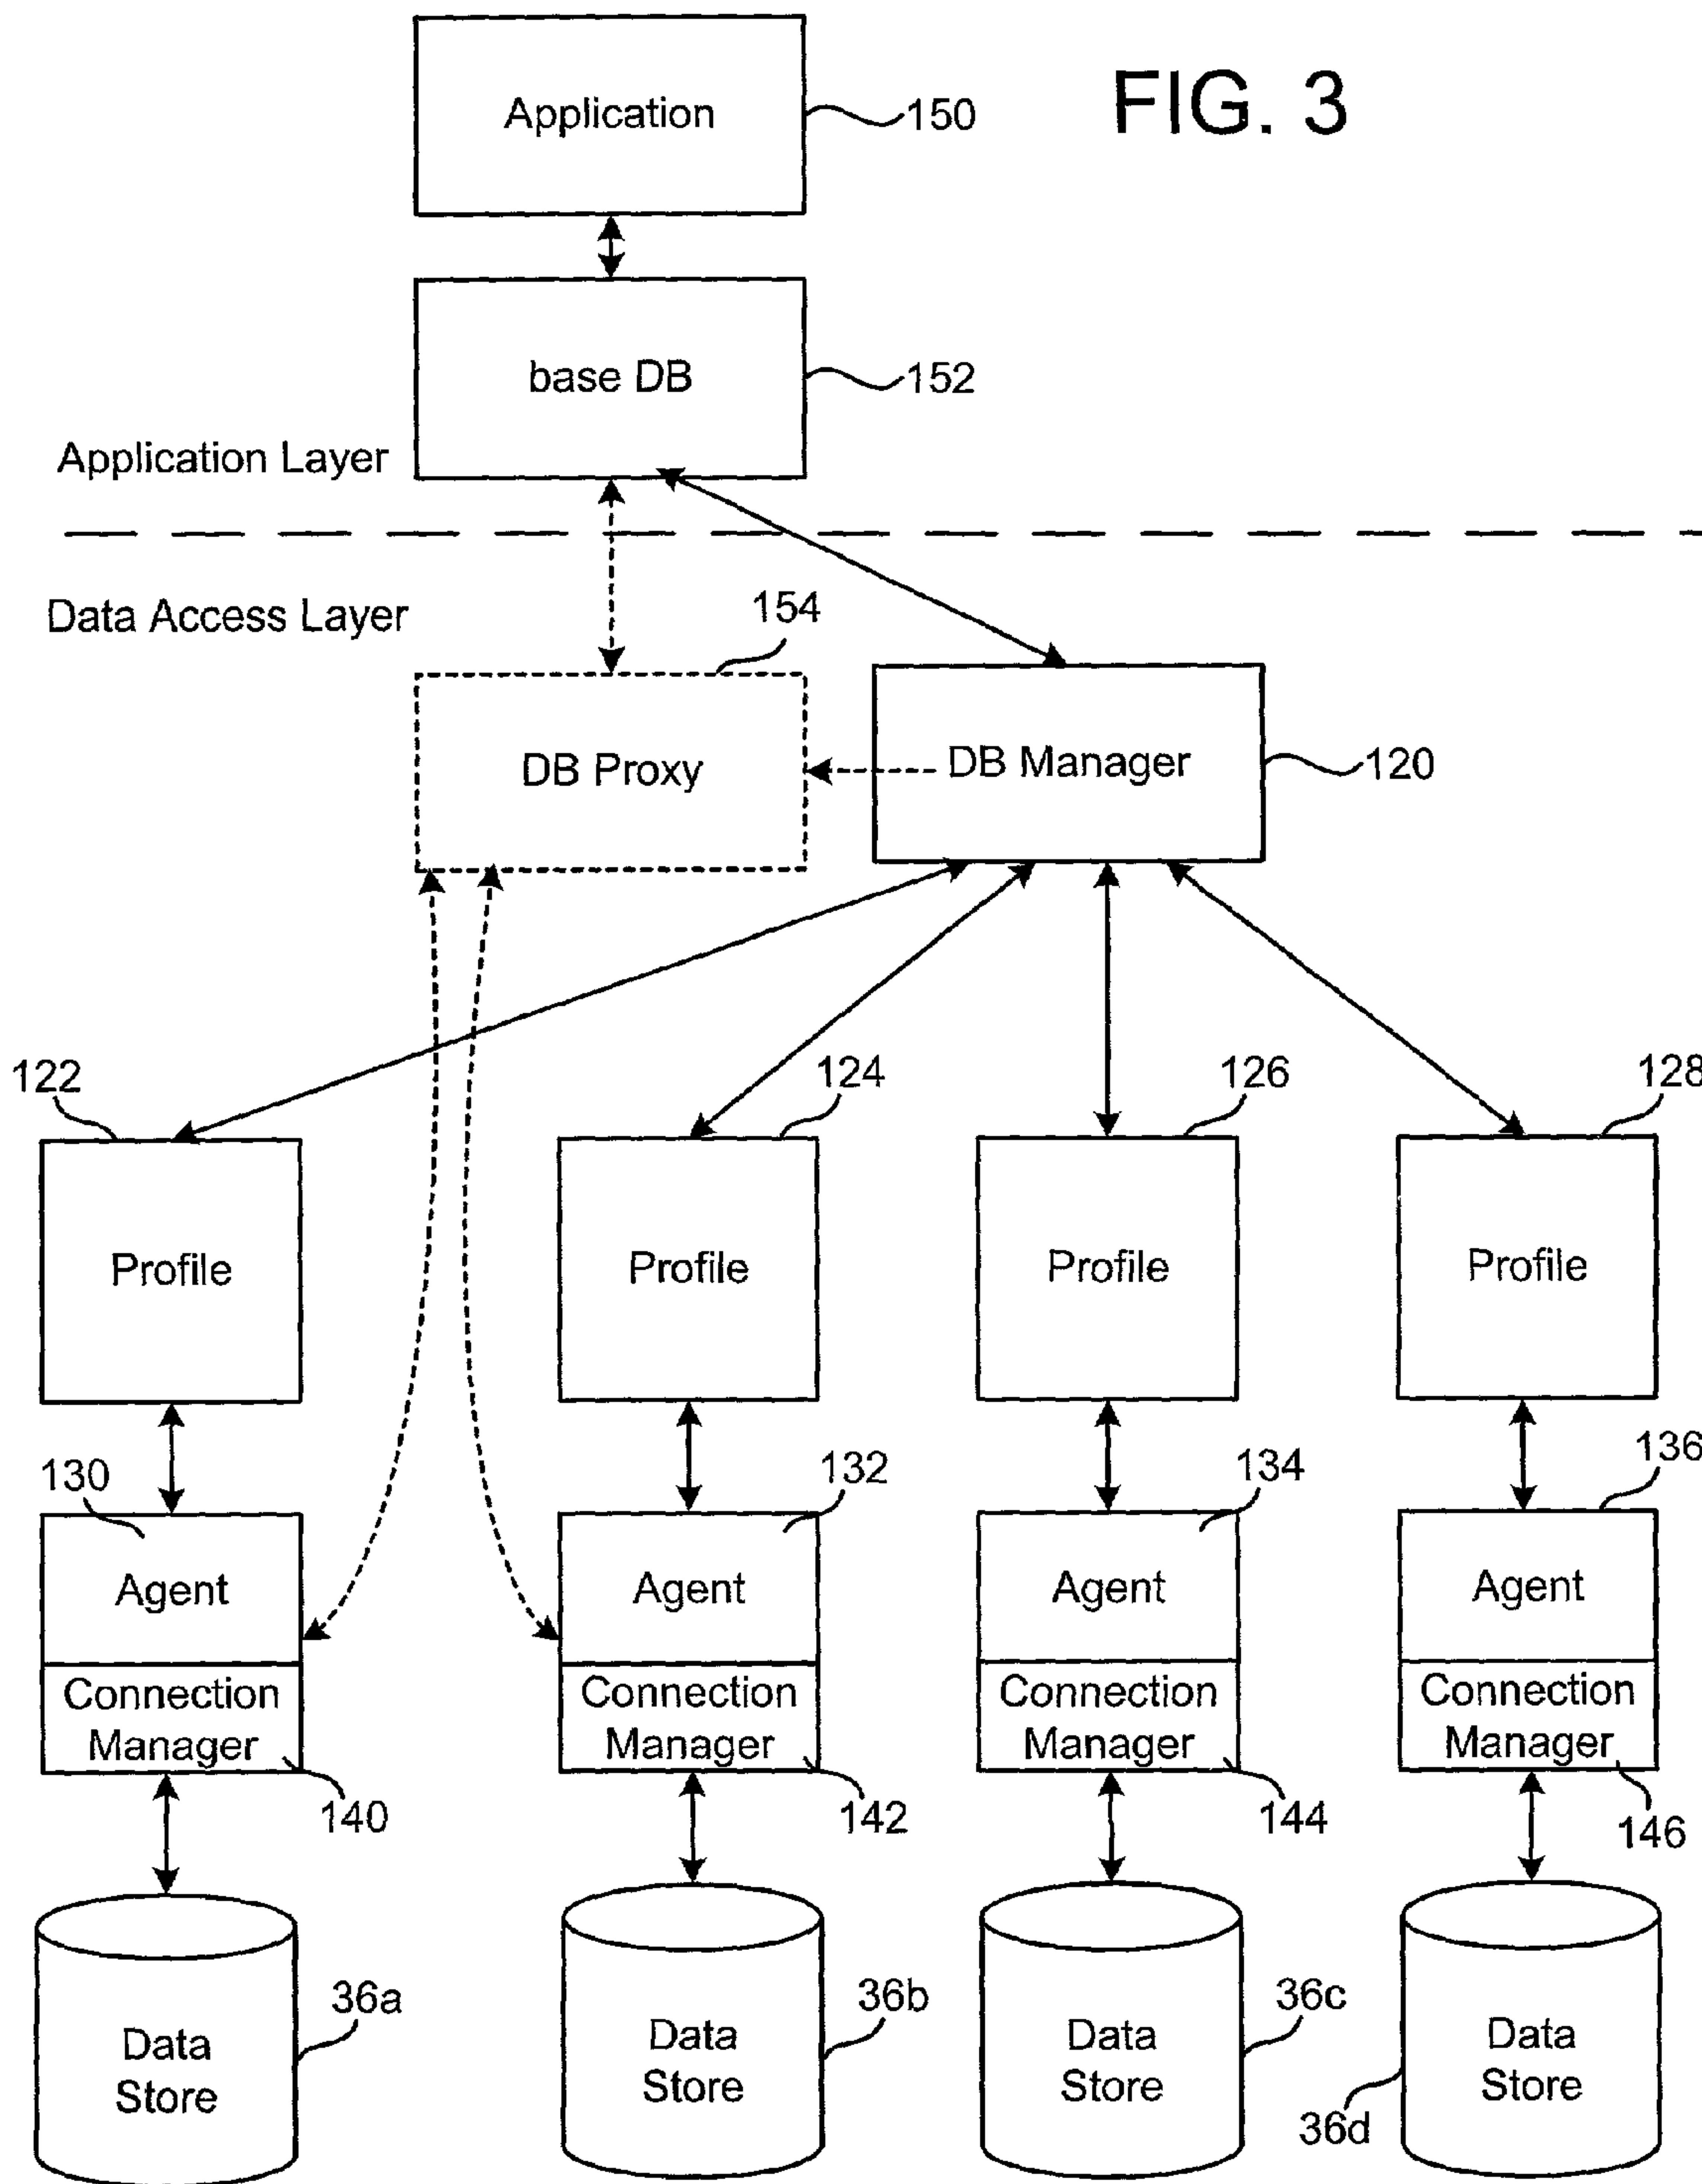 FIG. 3
Application
150
base DB
152
Application Layer
Data Access Layer
154
DB Proxy
DB Manager
120
122
124
126
128
Profile
Profile
Profile
Profile
130
132
134
136
Agent
Agent
Agent
Agent
Connection
Manager
Connection
Manager
Connection
Manager
Connection
Manager
140
142
144
146
36a
36b
36c
36d
Data
Store
Data
Store
Data
Store
Data
Store